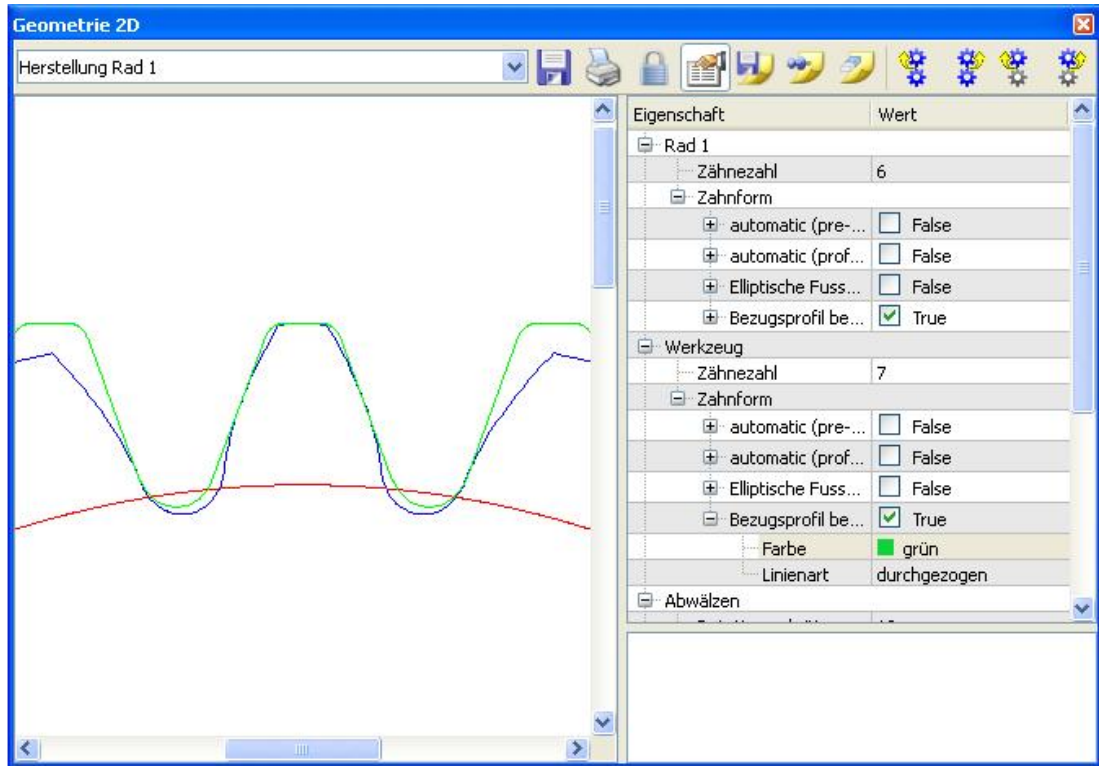 Geometrie 2D
Herstellung Rad 1
Eigenschaft Wert
Rad 1
Zähnezahl 6
Zahnform
automatic (pre-... False
automatic (prof... False
Elliptische Fuss... False
Bezugsprofil be... True
Werkzeug
Zähnezahl 7
Zahnform
automatic (pre-... False
automatic (prof... False
Elliptische Fuss... False
Bezugsprofil be... True
Farbe grün
Linienart durchgezogen
Abwälzen